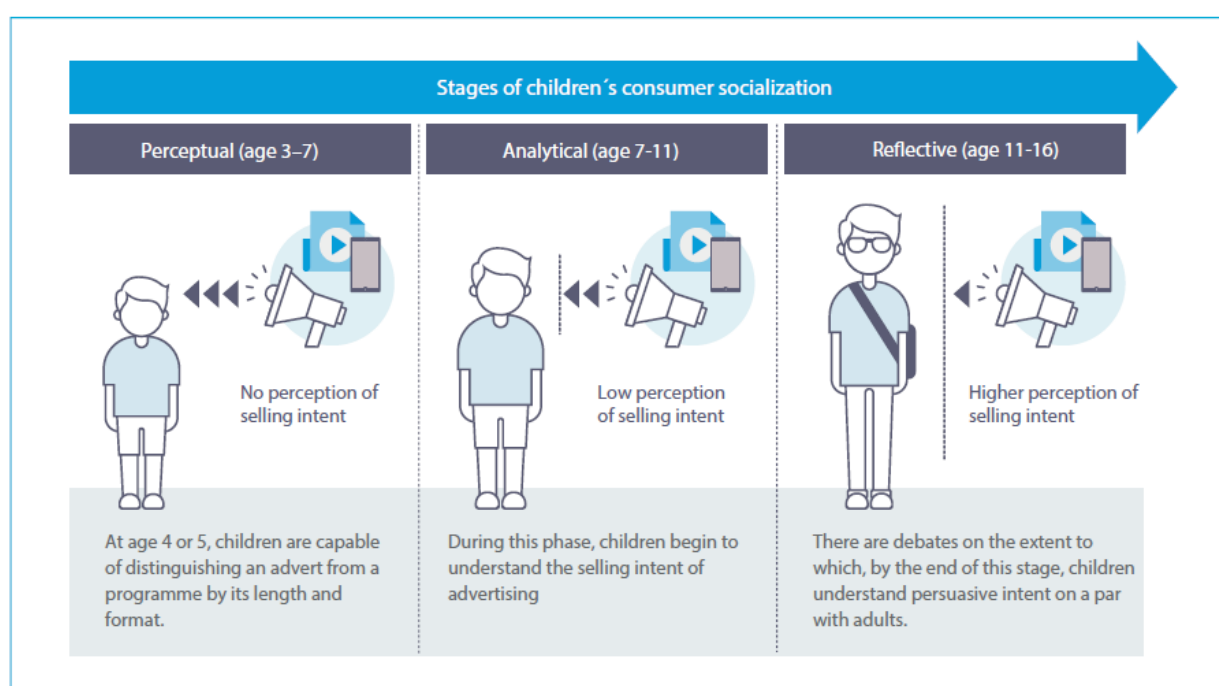 Stages of children´s consumer socialization
Perceptual (age 3–7)
Analytical (age 7-11)
Reflective (age 11-16)
No perception of
selling intent
Low perception
of selling intent
Higher perception of
selling intent
At age 4 or 5, children are capable
of distinguishing an advert from a
programme by its length and
format.
During this phase, children begin to
understand the selling intent of
advertising
There are debates on the extent to
which, by the end of this stage, children
understand persuasive intent on a par
with adults.